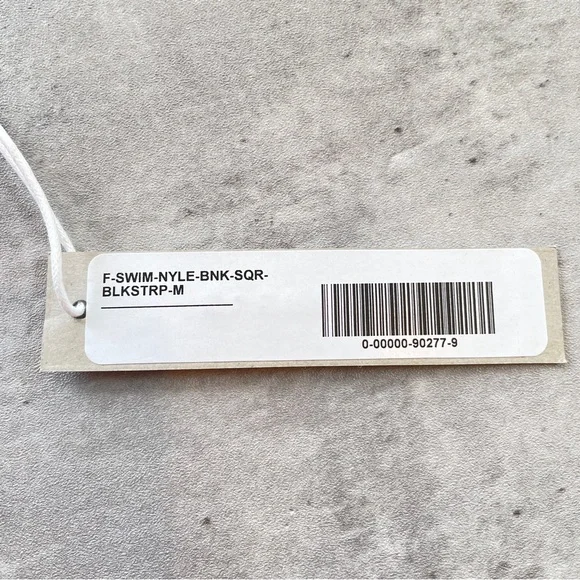 F-SWIM-NYLE-BNK-SQR-
BLKSTRP-M
0-00000-90277-9